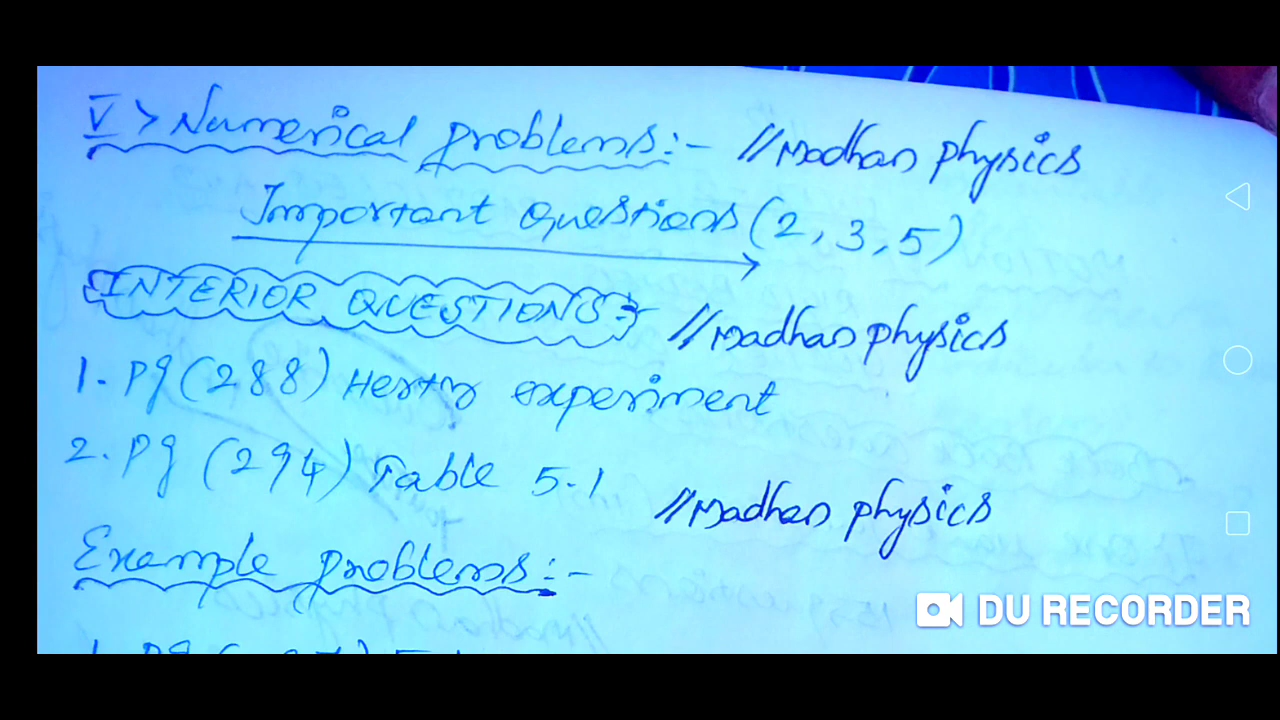 V> Numerical problems:- //Madhan physics
Important questions (2, 3, 5)
INTERIOR QUESTIONS:- //Madhan physics
1. Pg (288) Hertz experiment
2. Pg (294) Table 5.1
//Madhan physics
Example problems:-
DU RECORDER